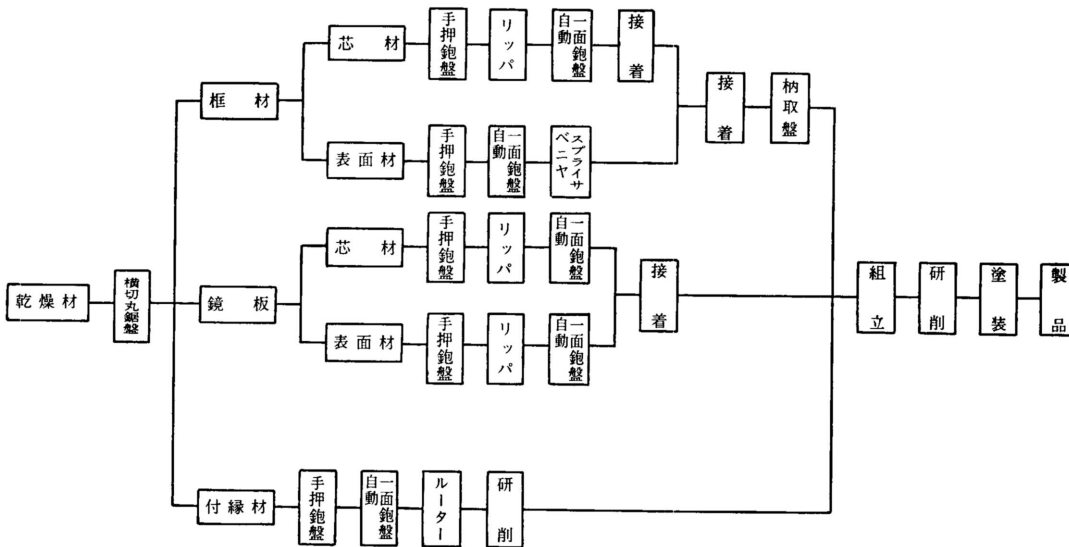 芯材
手押鉋盤
リッパ
自動一面鉋盤
接着
框材
接着
柄取盤
表面材
手押鉋盤
自動一面鉋盤
ベニヤスプライサ
芯材
手押鉋盤
リッパ
自動一面鉋盤
乾燥材
横切丸鋸盤
鏡板
接着
組立
研削
塗装
製品
表面材
手押鉋盤
リッパ
自動一面鉋盤
付縁材
手押鉋盤
自動一面鉋盤
ルーター
研削